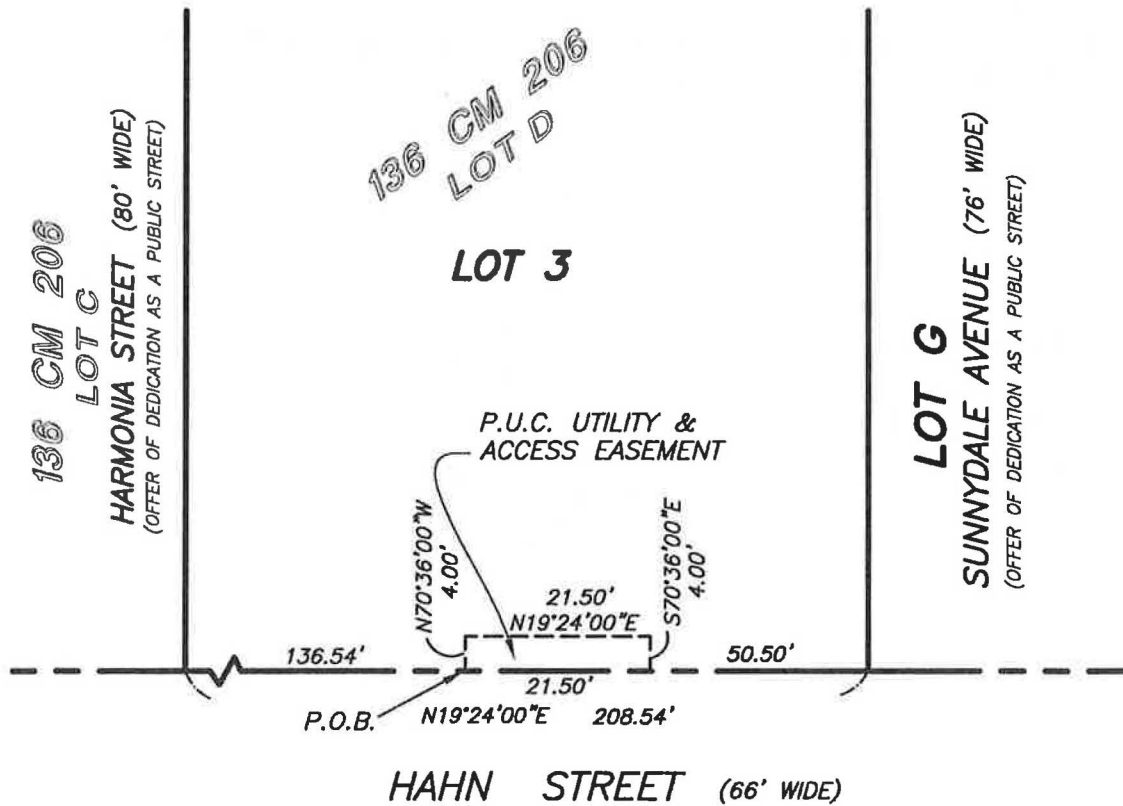 136 CM 206
LOT D
LOT 3
136 CM 206
LOT C
HARMONIA STREET (80' WIDE)
(OFFER OF DEDICATION AS A PUBLIC STREET)
LOT G
SUNNYDALE AVENUE (76' WIDE)
(OFFER OF DEDICATION AS A PUBLIC STREET)
P.U.C. UTILITY &
ACCESS EASEMENT
N70°36'00"W
4.00'
21.50'
N19°24'00"E
S70°36'00"E
4.00'
136.54'
50.50'
21.50'
P.O.B.
N19°24'00"E 208.54'
HAHN STREET (66' WIDE)